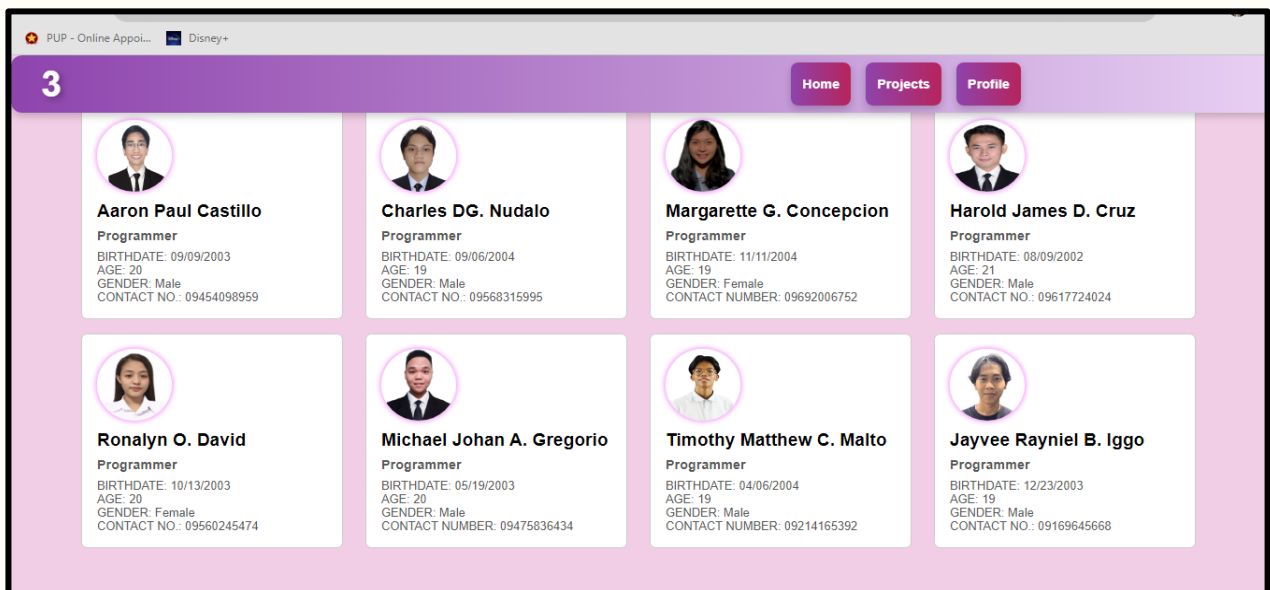 PUP - Online Appoi... Disney+
3 Home Projects Profile
Aaron Paul Castillo
Programmer
BIRTHDATE: 09/09/2003
AGE: 20
GENDER: Male
CONTACT NO.: 09454098959
Charles DG. Nudalo
Programmer
BIRTHDATE: 09/06/2004
AGE: 19
GENDER: Male
CONTACT NO.: 09568315995
Margarette G. Concepcion
Programmer
BIRTHDATE: 11/11/2004
AGE: 19
GENDER: Female
CONTACT NUMBER: 09692006752
Harold James D. Cruz
Programmer
BIRTHDATE: 08/09/2002
AGE: 21
GENDER: Male
CONTACT NO.: 09617724024
Ronalyn O. David
Programmer
BIRTHDATE: 10/13/2003
AGE: 20
GENDER: Female
CONTACT NO.: 09560245474
Michael Johan A. Gregorio
Programmer
BIRTHDATE: 05/19/2003
AGE: 20
GENDER: Male
CONTACT NUMBER: 09475836434
Timothy Matthew C. Malto
Programmer
BIRTHDATE: 04/06/2004
AGE: 19
GENDER: Male
CONTACT NUMBER: 09214165392
Jayvee Rayniel B. Iggo
Programmer
BIRTHDATE: 12/23/2003
AGE: 19
GENDER: Male
CONTACT NO.: 09169645668